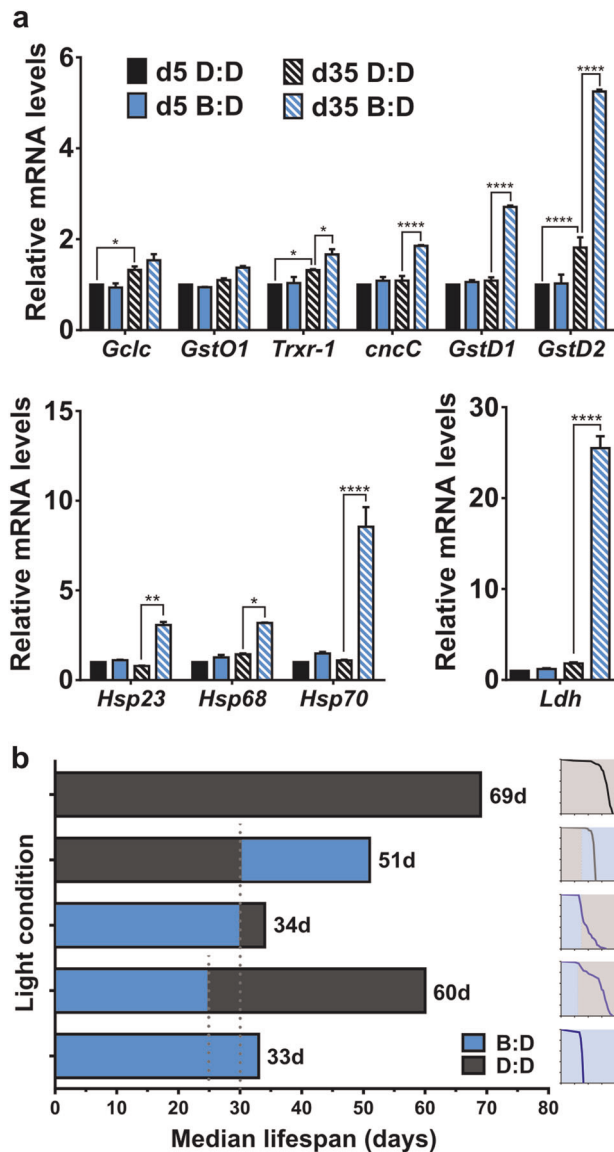 a
Relative mRNA levels
6
4
2
0
d5 D:D
d35 D:D
d5 B:D
d35 B:D
*
*
*
****
****
****
****
Gclc
GstO1
Trxr-1
cncC
GstD1
GstD2
Relative mRNA levels
15
10
5
0
**
*
****
Hsp23
Hsp68
Hsp70
Relative mRNA levels
30
20
10
0
****
Ldh
b
Light condition
69d
51d
34d
60d
33d
B:D
D:D
0 10 20 30 40 50 60 70 80
Median lifespan (days)